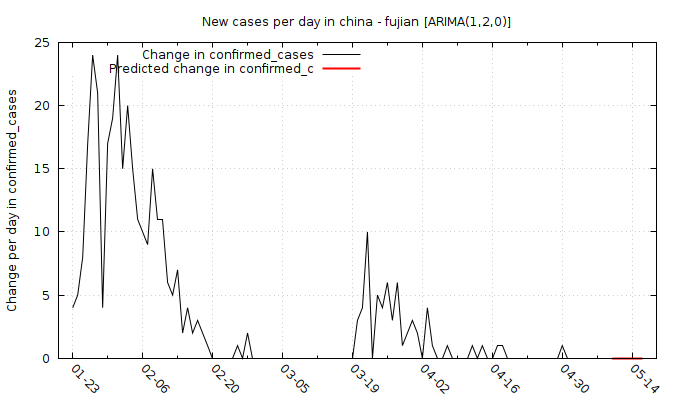 New cases per day in china - fujian [ARIMA(1,2,0)]
Change in confirmed_cases
Predicted change in confirmed_c
Change per day in confirmed_cases
25
20
15
10
5
0
01-23 02-06 02-20 03-05 03-19 04-02 04-16 04-30 05-14